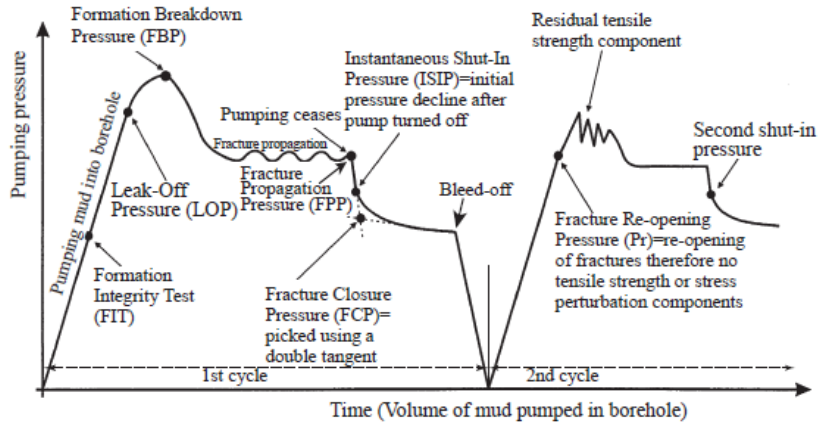 Formation Breakdown
Pressure (FBP)
Residual tensile
strength component
Instantaneous Shut-In
Pressure (ISIP)=initial
pressure decline after
pump turned off
Pumping ceases
Fracture propagation
Second shut-in
pressure
Pumping pressure
Pumping mud into borehole
Leak-Off
Pressure (LOP)
Fracture
Propagation
Pressure (FPP)
Bleed-off
Fracture Re-opening
Pressure (Pr)=re-opening
of fractures therefore no
tensile strength or stress
perturbation components
Formation
Integrity Test
(FIT)
Fracture Closure
Pressure (FCP)=
picked using a
double tangent
1st cycle
2nd cycle
Time (Volume of mud pumped in borehole)